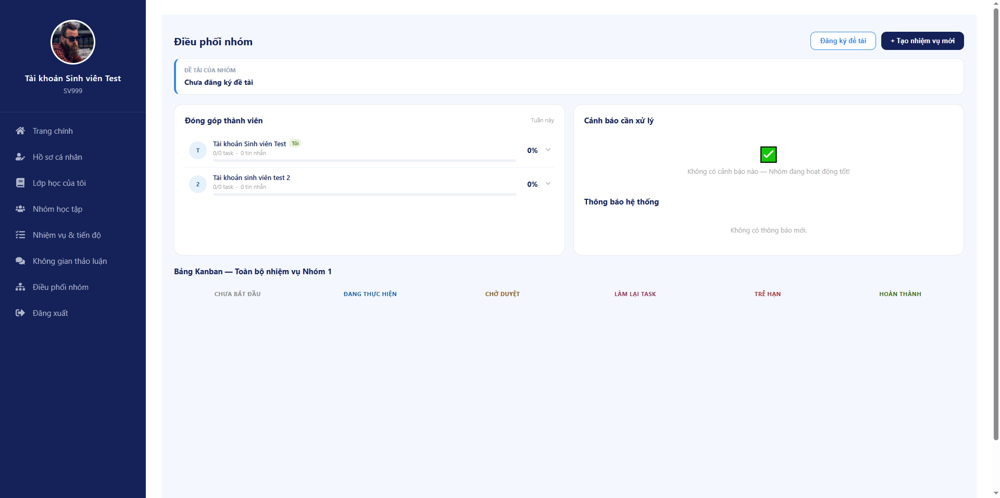 Tài khoản Sinh viên Test
SV999
Trang chính
Hồ sơ cá nhân
Lớp học của tôi
Nhóm học tập
Nhiệm vụ & tiến độ
Không gian thảo luận
Điều phối nhóm
Đăng xuất
Điều phối nhóm
Đăng ký đề tài
+ Tạo nhiệm vụ mới
ĐỀ TÀI CỦA NHÓM
Chưa đăng ký đề tài
Đóng góp thành viên
Tuần này
T
Tài khoản Sinh viên Test Tôi
0/0 task · 0 tin nhắn
0%
2
Tài khoản sinh viên test 2
0/0 task · 0 tin nhắn
0%
Cảnh báo cần xử lý
Không có cảnh báo nào — Nhóm đang hoạt động tốt!
Thông báo hệ thống
Không có thông báo mới.
Bảng Kanban — Toàn bộ nhiệm vụ Nhóm 1
CHƯA BẮT ĐẦU
ĐANG THỰC HIỆN
CHỜ DUYỆT
LÀM LẠI TASK
TRỄ HẠN
HOÀN THÀNH